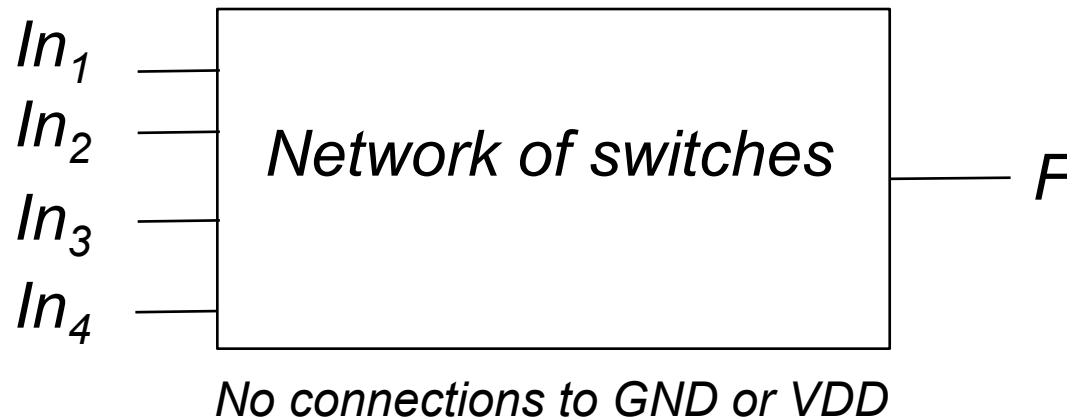 In₁
In₂
Network of switches
F
In₃
In₄
No connections to GND or VDD